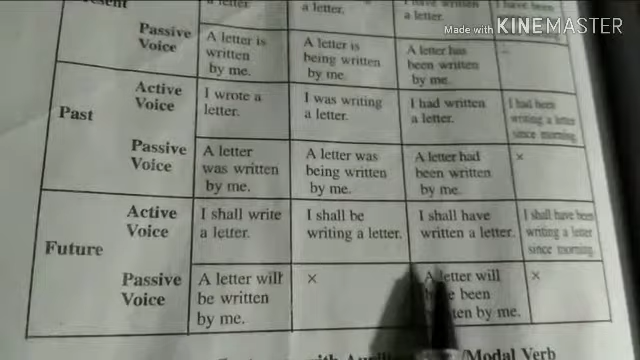 Made with KINEMASTER
a letter.
a letter.
a letter.
Passive
Voice
A letter is
written
by me.
A letter is
being written
by me.
A letter has
been written
by me.
Past
Active
Voice
I wrote a
letter.
I was writing
a letter.
I had written
a letter.
I had been
writing a letter
since morning.
Passive
Voice
A letter
was written
by me.
A letter was
being written
by me.
A letter had
been written
by me.
×
Future
Active
Voice
I shall write
a letter.
I shall be
writing a letter.
I shall have
written a letter.
I shall have been
writing a letter
since morning.
Passive
Voice
A letter will
be written
by me.
×
A letter will
been
by me.
×
with
/Modal Verb